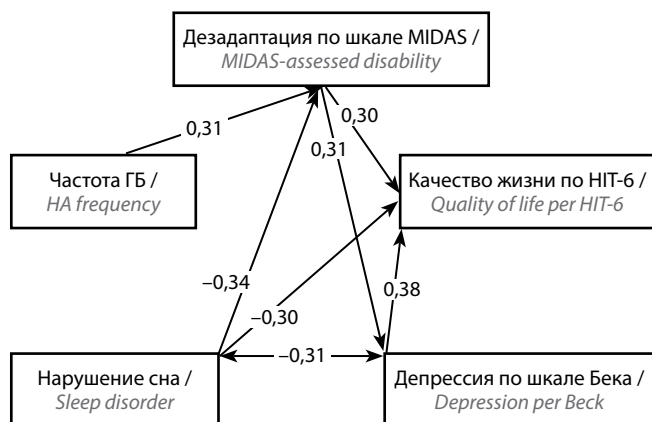 Дезадаптация по шкале MIDAS /
MIDAS-assessed disability
0,31
0,30
0,31
Частота ГБ /
HA frequency
Качество жизни по HIT-6 /
Quality of life per HIT-6
–0,34
0,38
–0,30
–0,31
Нарушение сна /
Sleep disorder
Депрессия по шкале Бека /
Depression per Beck